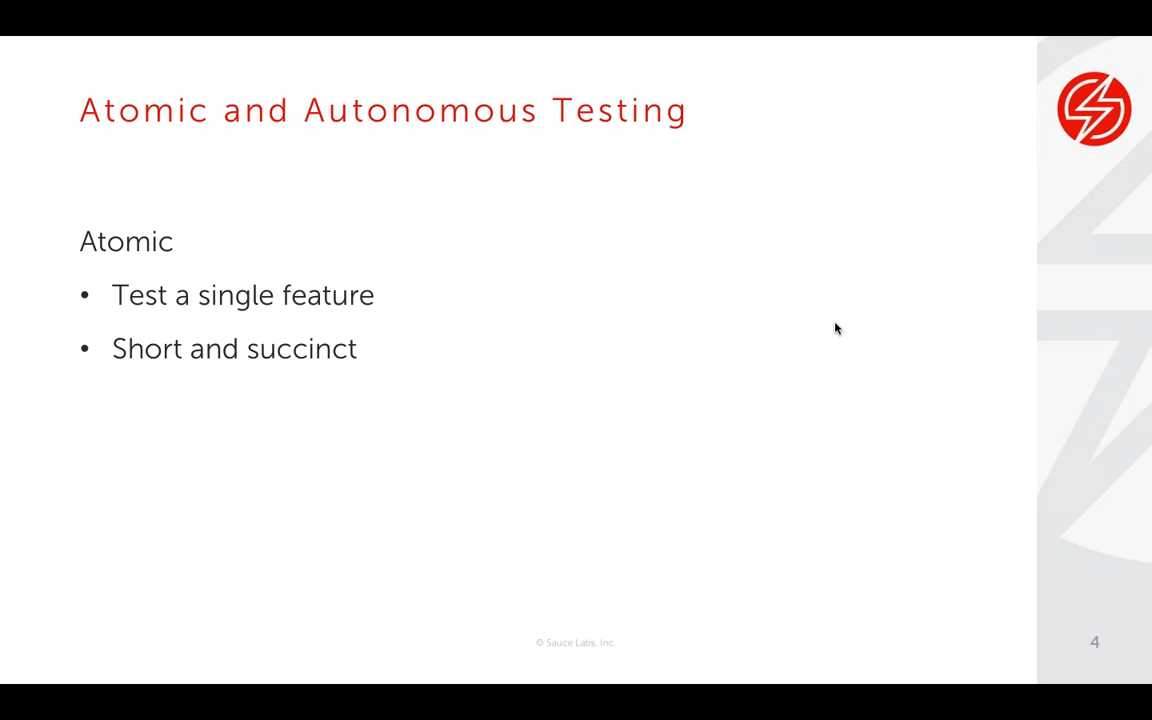 Atomic and Autonomous Testing
Atomic
• Test a single feature
• Short and succinct
© Sauce Labs, Inc.
4